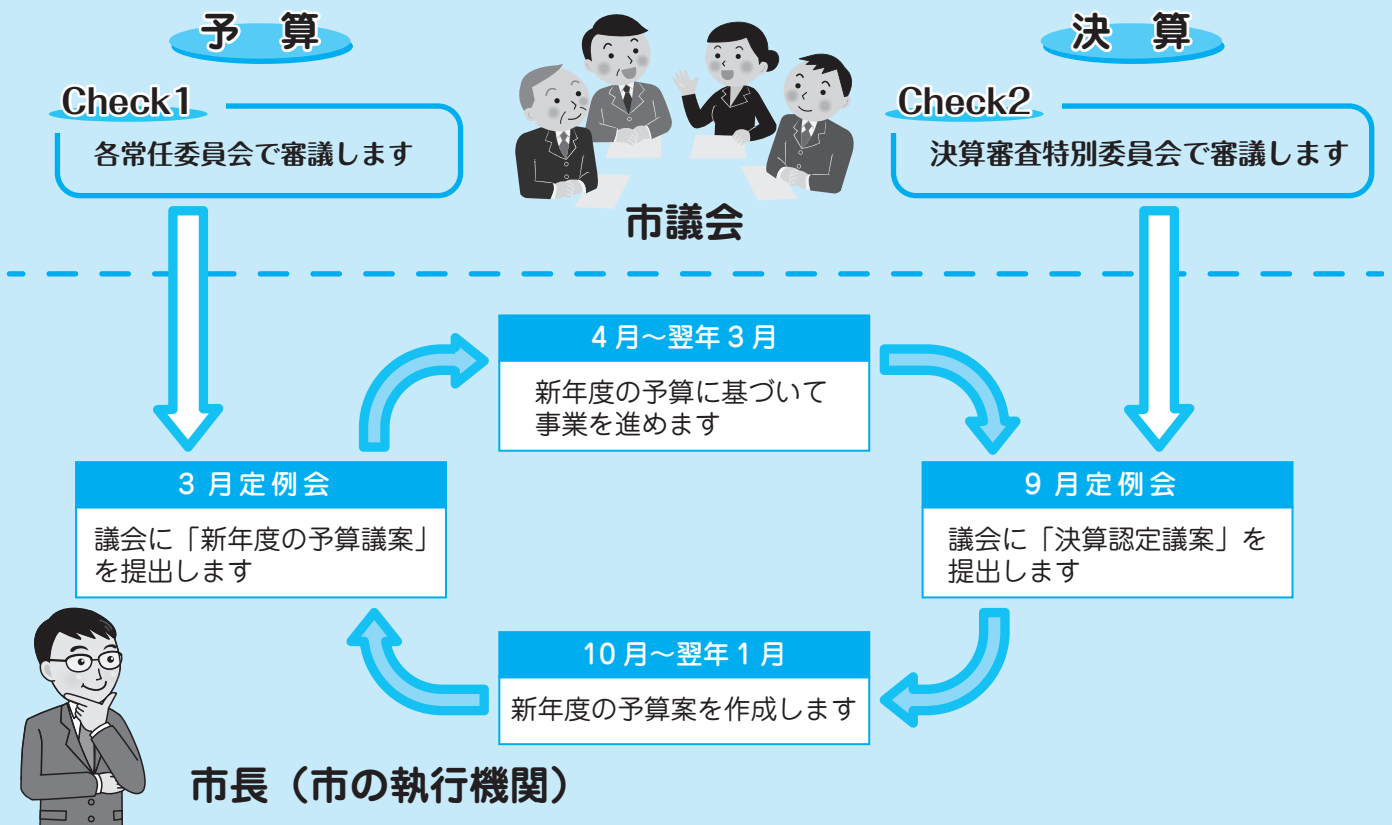 予 算
Check1
各常任委員会で審議します
市議会
決 算
Check2
決算審査特別委員会で審議します
4月～翌年3月
新年度の予算に基づいて
事業を進めます
3月定例会
議会に「新年度の予算議案」
を提出します
9月定例会
議会に「決算認定議案」を
提出します
10月～翌年1月
新年度の予算案を作成します
市長（市の執行機関）